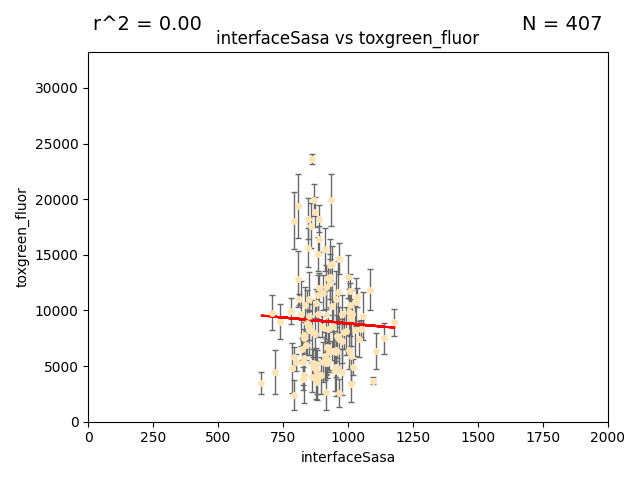 r^2 = 0.00
N = 407
interfaceSasa vs toxgreen_fluor
30000
25000
20000
15000
10000
5000
0
toxgreen_fluor
0 250 500 750 1000 1250 1500 1750 2000
interfaceSasa